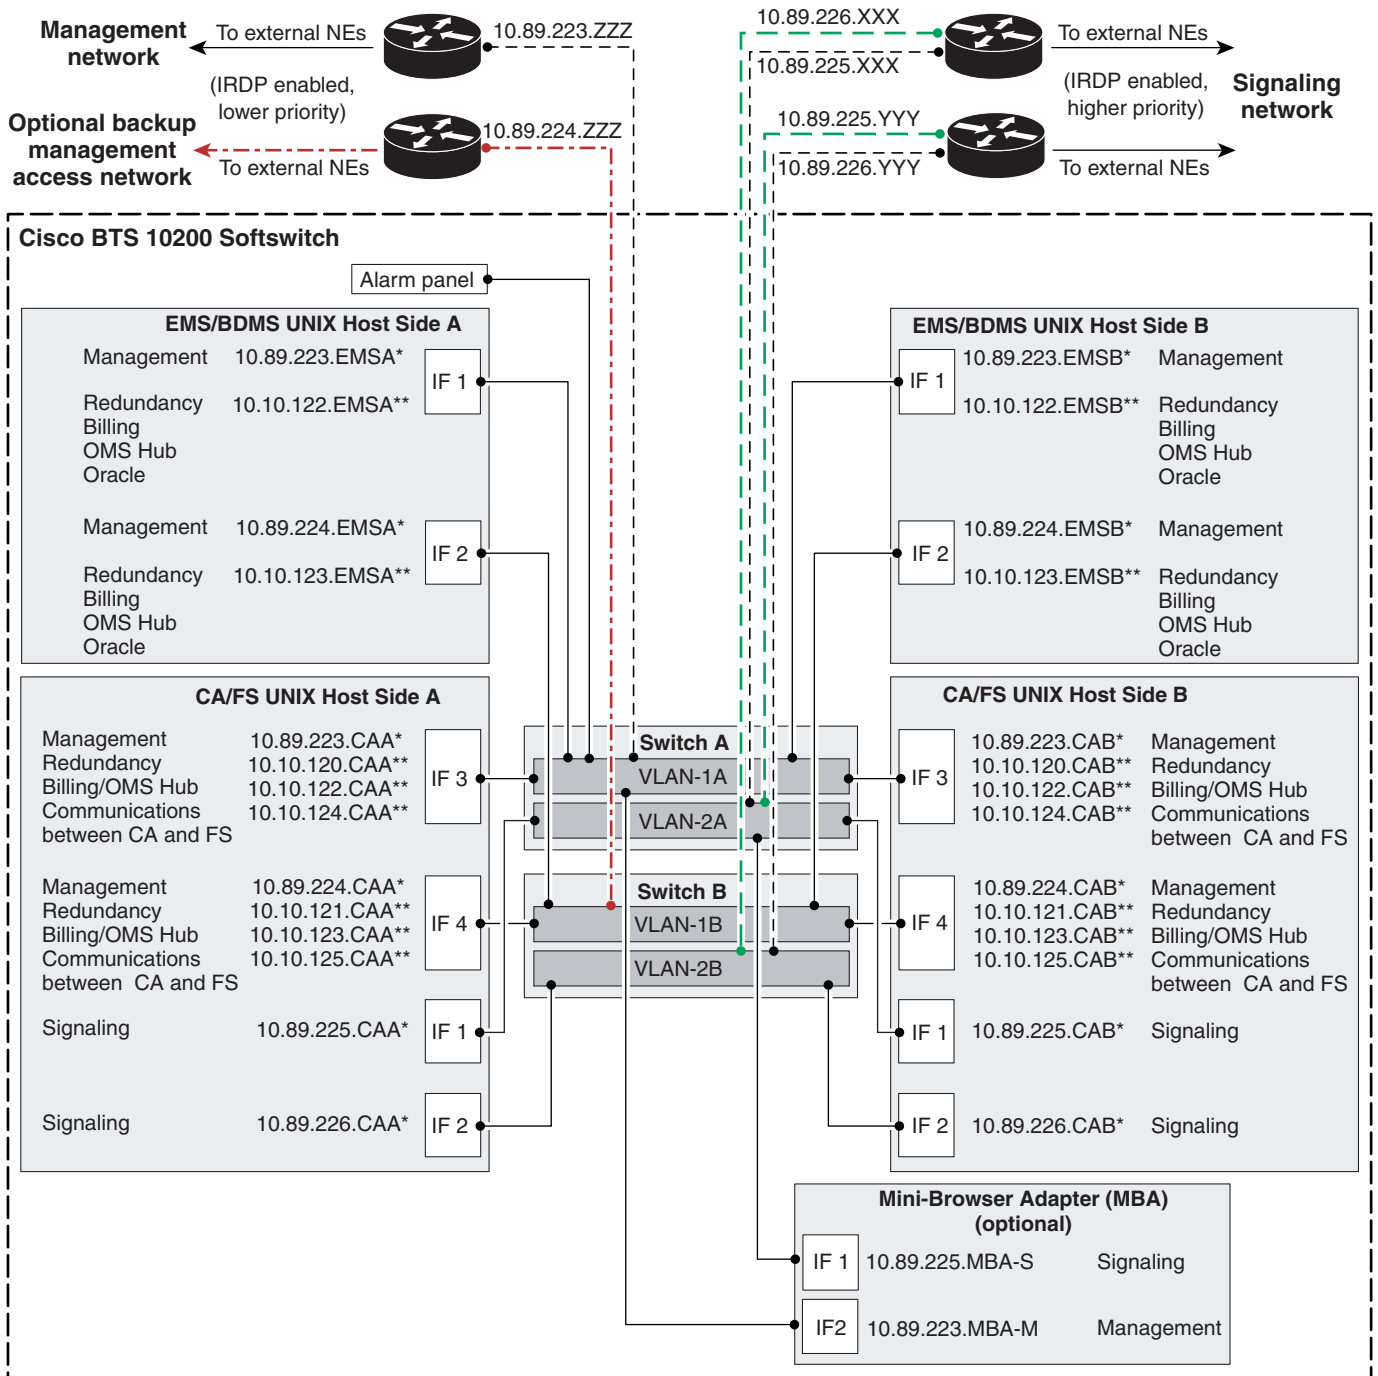 Management
network
To external NEs
(IRDP enabled,
lower priority)
10.89.223.ZZZ
Optional backup
management
access network
To external NEs
10.89.224.ZZZ
10.89.226.XXX
10.89.225.XXX
To external NEs
(IRDP enabled,
higher priority)
Signaling
network
10.89.225.YYY
10.89.226.YYY
To external NEs
Cisco BTS 10200 Softswitch
Alarm panel
EMS/BDMS UNIX Host Side A
Management 10.89.223.EMSA*
IF 1
Redundancy 10.10.122.EMSA**
Billing
OMS Hub
Oracle
Management 10.89.224.EMSA*
IF 2
Redundancy 10.10.123.EMSA**
Billing
OMS Hub
Oracle
EMS/BDMS UNIX Host Side B
10.89.223.EMSB* Management
IF 1
10.10.122.EMSB** Redundancy
Billing
OMS Hub
Oracle
10.89.224.EMSB* Management
IF 2
10.10.123.EMSB** Redundancy
Billing
OMS Hub
Oracle
CA/FS UNIX Host Side A
Management 10.89.223.CAA*
Redundancy 10.10.120.CAA**
IF 3
Billing/OMS Hub 10.10.122.CAA**
Communications 10.10.124.CAA**
between CA and FS
Management 10.89.224.CAA*
Redundancy 10.10.121.CAA**
IF 4
Billing/OMS Hub 10.10.123.CAA**
Communications 10.10.125.CAA**
between CA and FS
Signaling 10.89.225.CAA* IF 1
Signaling 10.89.226.CAA* IF 2
Switch A
VLAN-1A
VLAN-2A
Switch B
VLAN-1B
VLAN-2B
CA/FS UNIX Host Side B
10.89.223.CAB* Management
10.10.120.CAB** Redundancy
IF 3
10.10.122.CAB** Billing/OMS Hub
10.10.124.CAB** Communications
between CA and FS
10.89.224.CAB* Management
10.10.121.CAB** Redundancy
IF 4
10.10.123.CAB** Billing/OMS Hub
10.10.125.CAB** Communications
between CA and FS
IF 1 10.89.225.CAB* Signaling
IF 2 10.89.226.CAB* Signaling
Mini-Browser Adapter (MBA)
(optional)
IF 1 10.89.225.MBA-S Signaling
IF2 10.89.223.MBA-M Management